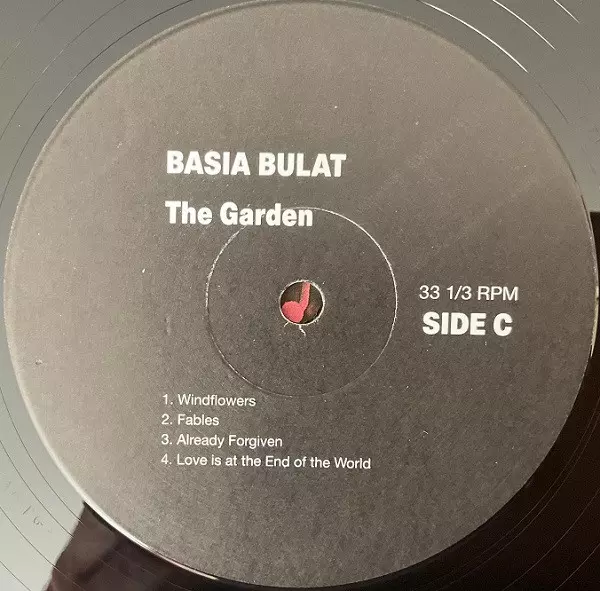 BASIA BULAT
The Garden
33 1/3 RPM
SIDE C
1. Windflowers
2. Fables
3. Already Forgiven
4. Love is at the End of the World